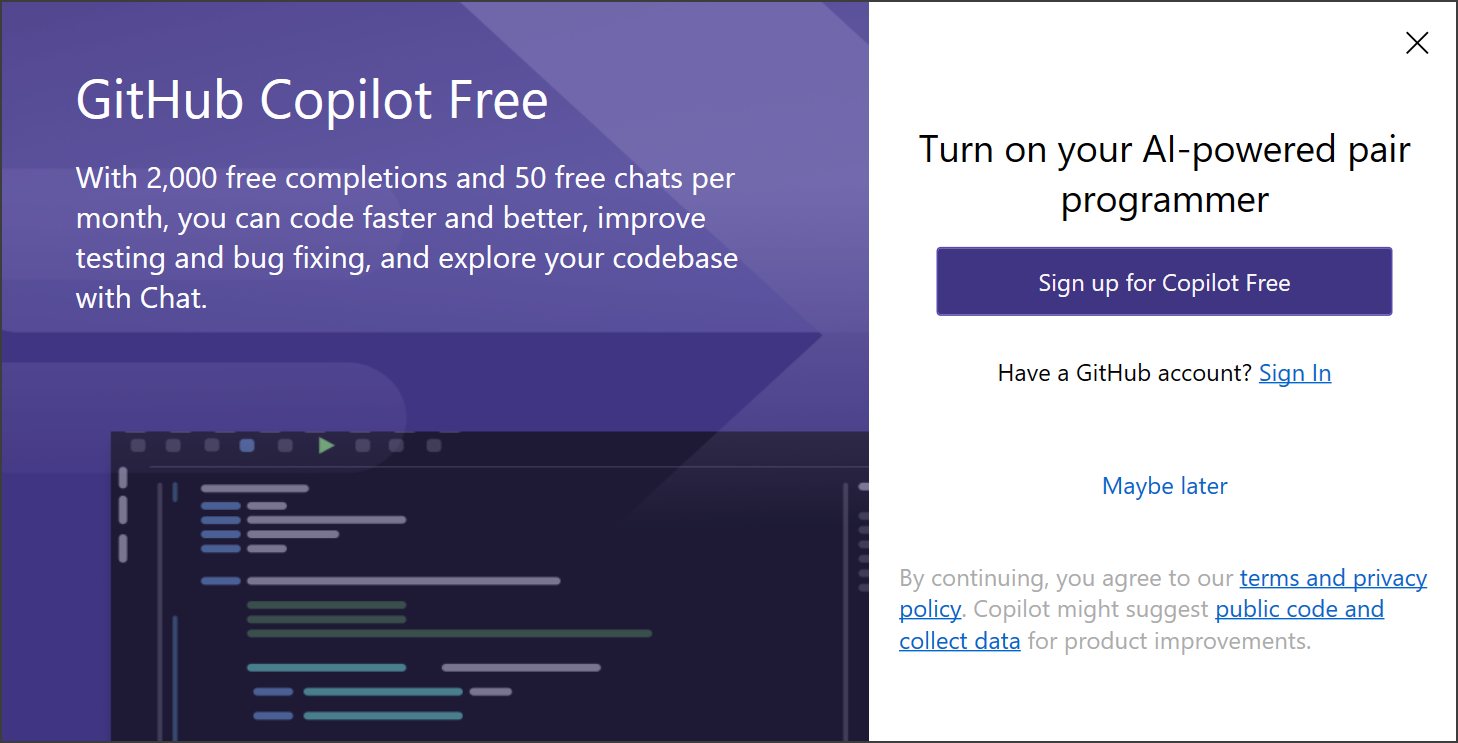 GitHub Copilot Free
With 2,000 free completions and 50 free chats per
month, you can code faster and better, improve
testing and bug fixing, and explore your codebase
with Chat.
Turn on your AI-powered pair
programmer
Sign up for Copilot Free
Have a GitHub account? Sign In
Maybe later
By continuing, you agree to our terms and privacy
policy. Copilot might suggest public code and
collect data for product improvements.